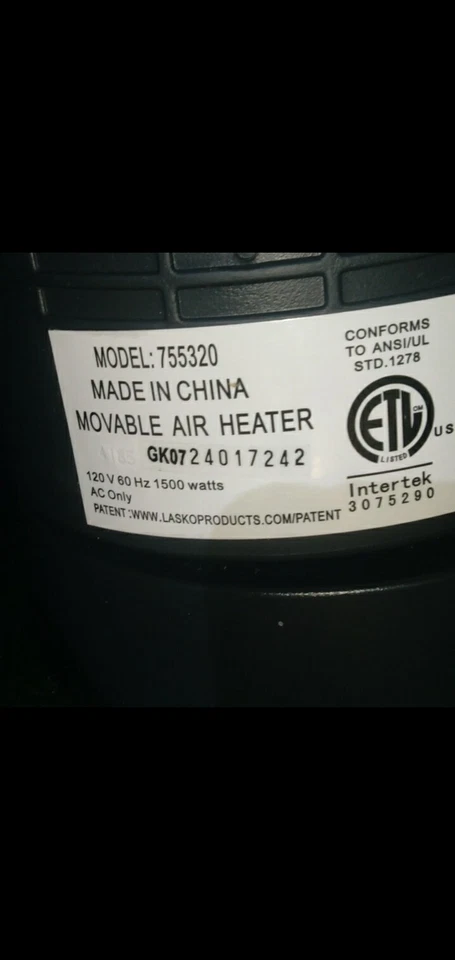 MODEL: 755320
MADE IN CHINA
MOVABLE AIR HEATER
GK0724017242
120 V 60 Hz 1500 watts
AC Only
PATENT:WWW.LASKOPRODUCTS.COM/PATENT
CONFORMS
TO ANSI/UL
STD.1278
ETL CM
US
LISTED
Intertek
3075290